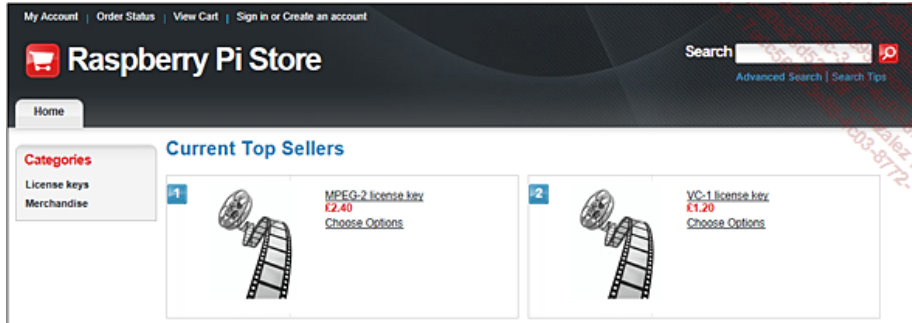 My Account | Order Status | View Cart | Sign in or Create an account
Raspberry Pi Store
Search
Advanced Search | Search Tips
Home
Categories
License keys
Merchandise
Current Top Sellers
1
MPEG-2 license key
£2.40
Choose Options
2
VC-1 license key
£1.20
Choose Options